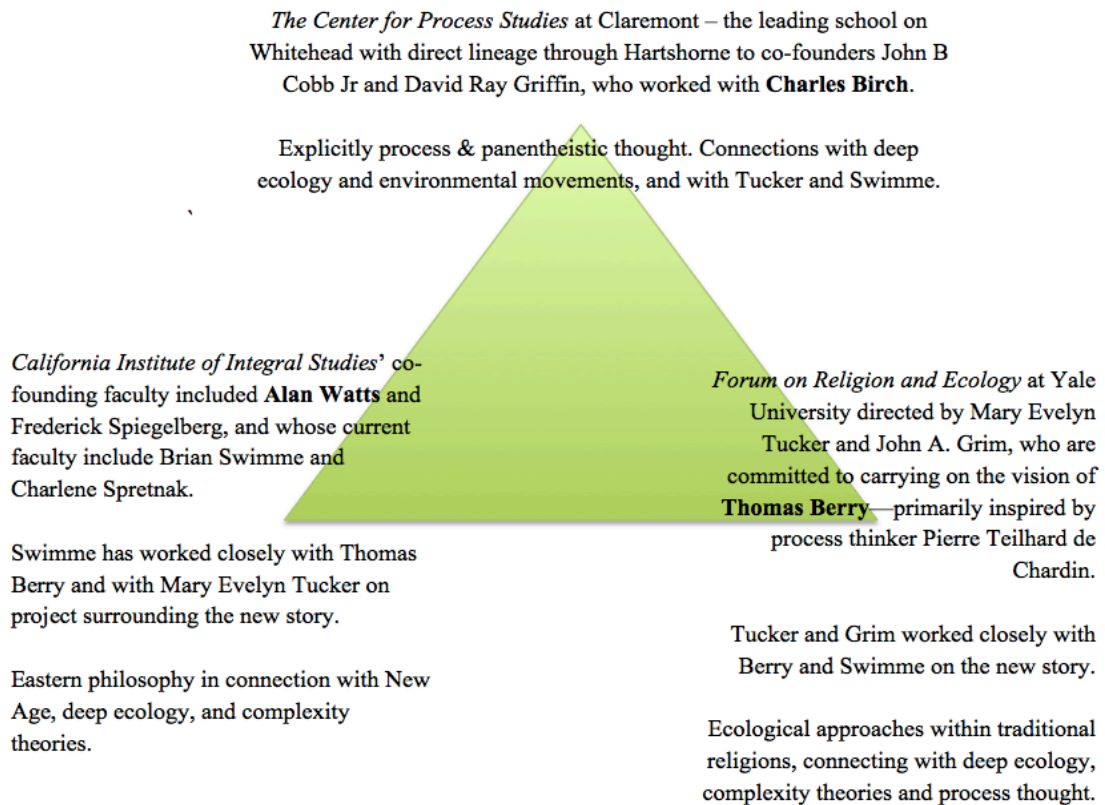 The Center for Process Studies at Claremont – the leading school on
Whitehead with direct lineage through Hartshorne to co-founders John B
Cobb Jr and David Ray Griffin, who worked with Charles Birch.
Explicitly process & panentheistic thought. Connections with deep
ecology and environmental movements, and with Tucker and Swimme.
`
California Institute of Integral Studies’ co-
founding faculty included Alan Watts and
Frederick Spiegelberg, and whose current
faculty include Brian Swimme and
Charlene Spretnak.
Swimme has worked closely with Thomas
Berry and with Mary Evelyn Tucker on
project surrounding the new story.
Eastern philosophy in connection with New
Age, deep ecology, and complexity
theories.
Forum on Religion and Ecology at Yale
University directed by Mary Evelyn
Tucker and John A. Grim, who are
committed to carrying on the vision of
Thomas Berry—primarily inspired by
process thinker Pierre Teilhard de
Chardin.
Tucker and Grim worked closely with
Berry and Swimme on the new story.
Ecological approaches within traditional
religions, connecting with deep ecology,
complexity theories and process thought.